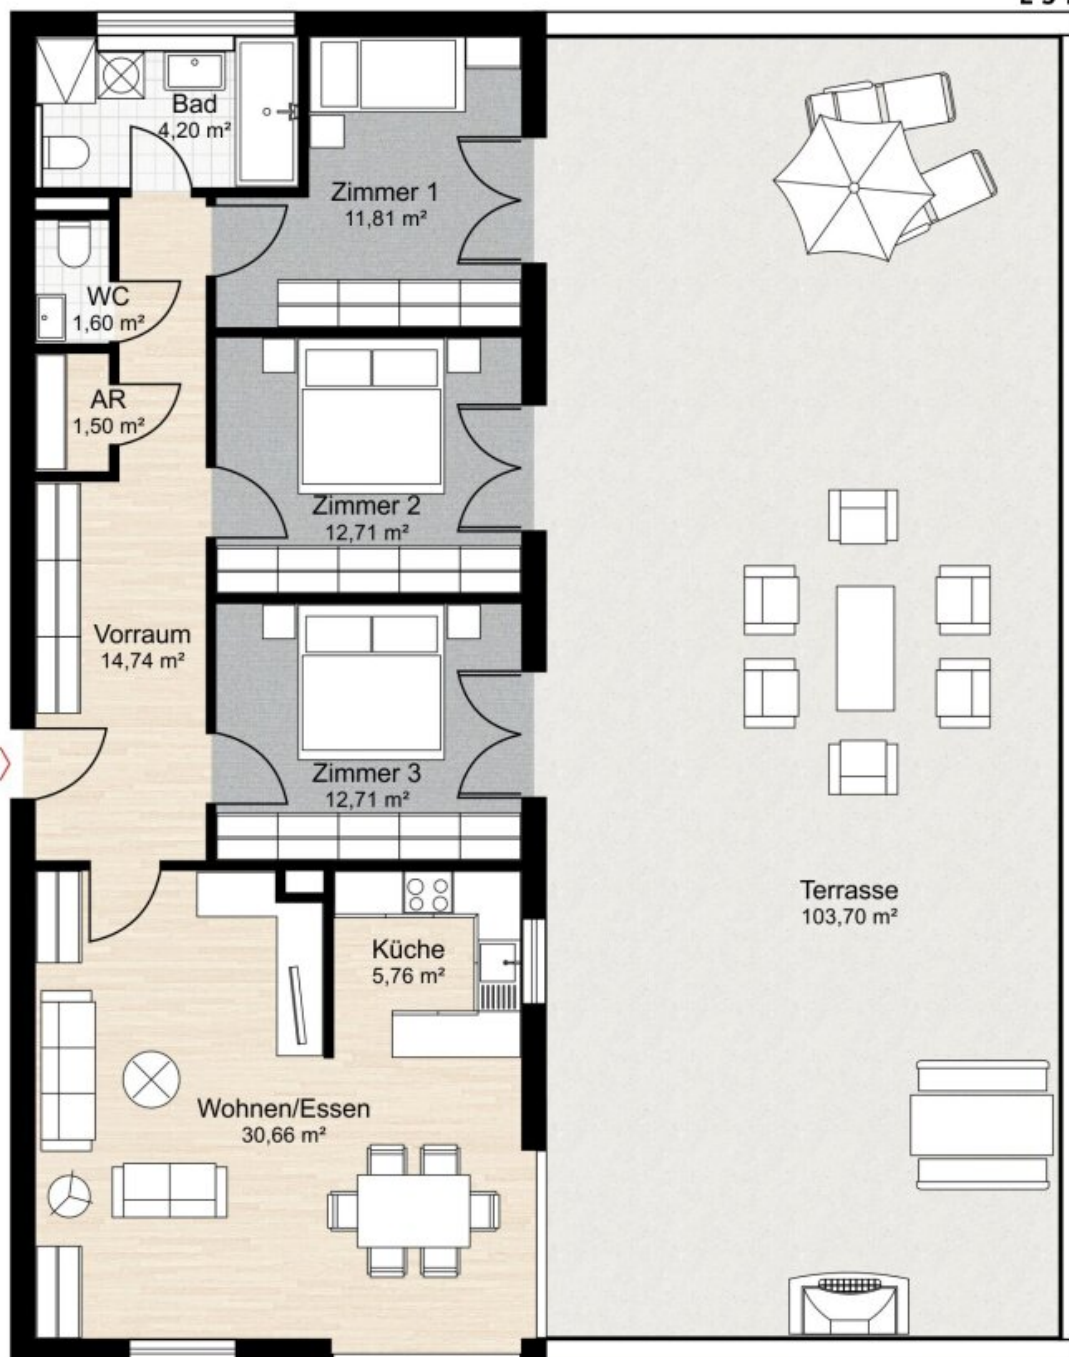 Bad
4,20 m²
Zimmer 1
11,81 m²
WC
1,60 m²
AR
1,50 m²
Zimmer 2
12,71 m²
Vorraum
14,74 m²
Zimmer 3
12,71 m²
Terrasse
103,70 m²
Küche
5,76 m²
Wohnen/Essen
30,66 m²